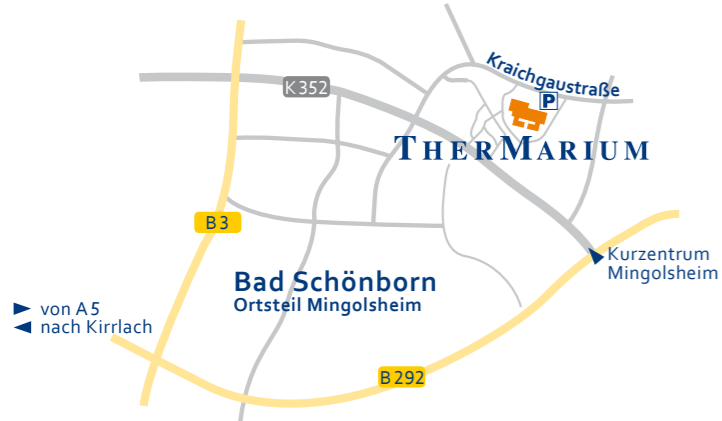 Kraichgaustraße
K 352
P
THERMARIUM
B 3
Kurzentrum
Mingolsheim
Bad Schönborn
Ortsteil Mingolsheim
► von A 5
◄ nach Kirrlach
B 292